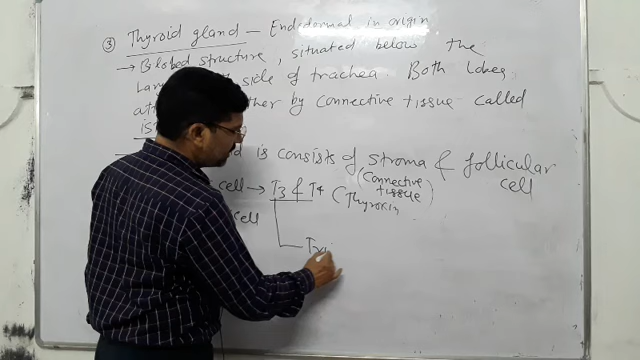 ③ Thyroid gland — Endodermal in origin
→ Bilobed structure, situated below the
side of trachea. Both lobes
by connective tissue called
is consists of stroma & follicular
cell
(connective
tissue)
cell → T3 & T4 (Thyroxin
cell